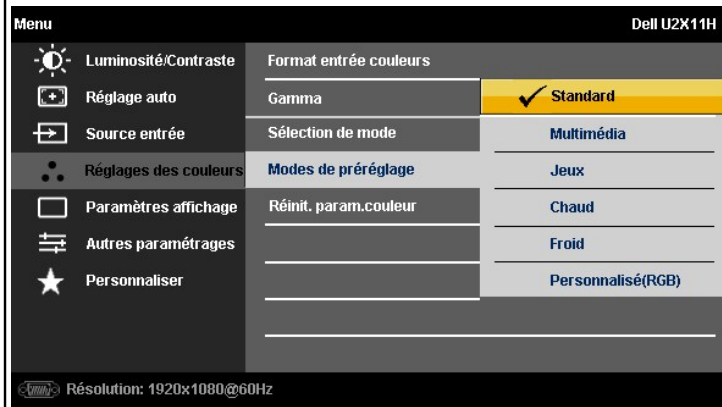 Menu
Dell U2X11H
Luminosité/Contraste
Réglage auto
Source entrée
Réglages des couleurs
Paramètres affichage
Autres paramétrages
Personnaliser
Format entrée couleurs
Gamma
Sélection de mode
Modes de préréglage
Réinit. param.couleur
Standard
Multimédia
Jeux
Chaud
Froid
Personnalisé(RGB)
Résolution: 1920x1080@60Hz